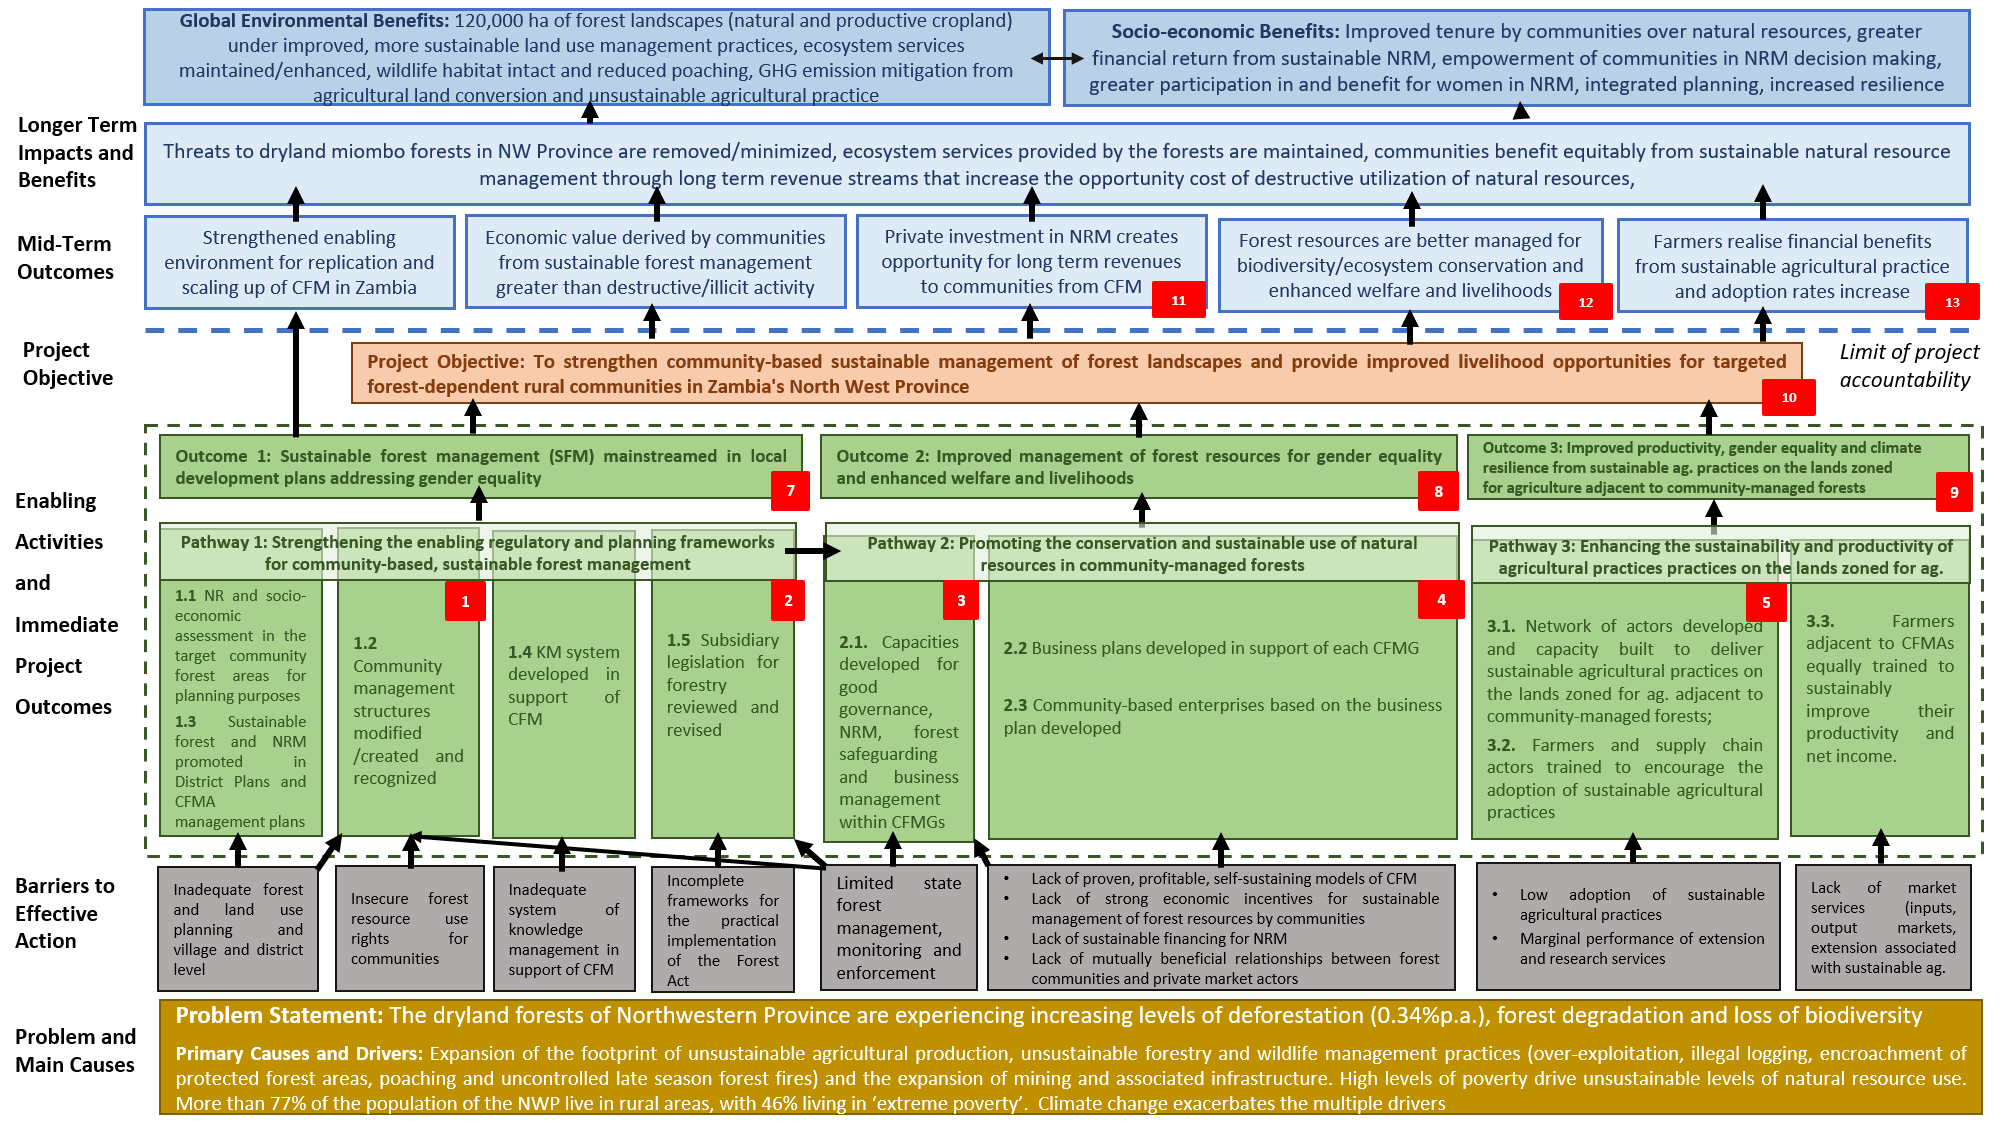 Global Environmental Benefits: 120,000 ha of forest landscapes (natural and productive cropland)
under improved, more sustainable land use management practices, ecosystem services
maintained/enhanced, wildlife habitat intact and reduced poaching, GHG emission mitigation from
agricultural land conversion and unsustainable agricultural practice
Socio-economic Benefits: Improved tenure by communities over natural resources, greater
financial return from sustainable NRM, empowerment of communities in NRM decision making,
greater participation in and benefit for women in NRM, integrated planning, increased resilience
Longer Term
Impacts and
Benefits
Threats to dryland miombo forests in NW Province are removed/minimized, ecosystem services provided by the forests are maintained, communities benefit equitably from sustainable natural resource
management through long term revenue streams that increase the opportunity cost of destructive utilization of natural resources,
Mid-Term
Outcomes
Strengthened enabling
environment for replication and
scaling up of CFM in Zambia
Economic value derived by communities
from sustainable forest management
greater than destructive/illicit activity
Private investment in NRM creates
opportunity for long term revenues
to communities from CFM
11
Forest resources are better managed for
biodiversity/ecosystem conservation and
enhanced welfare and livelihoods
12
Farmers realise financial benefits
from sustainable agricultural practice
and adoption rates increase
13
Project
Objective
Project Objective: To strengthen community-based sustainable management of forest landscapes and provide improved livelihood opportunities for targeted
forest-dependent rural communities in Zambia's North West Province
10
Limit of project
accountability
Enabling
Activities
and
Immediate
Project
Outcomes
Outcome 1: Sustainable forest management (SFM) mainstreamed in local
development plans addressing gender equality
7
Outcome 2: Improved management of forest resources for gender equality
and enhanced welfare and livelihoods
8
Outcome 3: Improved productivity, gender equality and climate
resilience from sustainable ag. practices on the lands zoned
for agriculture adjacent to community-managed forests
9
Pathway 1: Strengthening the enabling regulatory and planning frameworks
for community-based, sustainable forest management
Pathway 2: Promoting the conservation and sustainable use of natural
resources in community-managed forests
Pathway 3: Enhancing the sustainability and productivity of
agricultural practices practices on the lands zoned for ag.
1.1 NR and socio-
economic
assessment in the
target community
forest areas for
planning purposes
1.3 Sustainable
forest and NRM
promoted in
District Plans and
CFMA
management plans
1
1.2
Community
management
structures
modified
/created and
recognized
1.4 KM system
developed in
support of
CFM
2
1.5 Subsidiary
legislation for
forestry
reviewed and
revised
3
2.1. Capacities
developed for
good
governance,
NRM, forest
safeguarding
and business
management
within CFMGs
4
2.2 Business plans developed in support of each CFMG
2.3 Community-based enterprises based on the business
plan developed
5
3.1. Network of actors developed
and capacity built to deliver
sustainable agricultural practices on
the lands zoned for ag. adjacent to
community-managed forests;
3.2. Farmers and supply chain
actors trained to encourage the
adoption of sustainable agricultural
practices
3.3. Farmers
adjacent to CFMAs
equally trained to
sustainably
improve their
productivity and
net income.
Barriers to
Effective
Action
Inadequate forest
and land use
planning and
village and district
level
Insecure forest
resource use
rights for
communities
Inadequate
system of
knowledge
management in
support of CFM
Incomplete
frameworks for
the practical
implementation
of the Forest
Act
Limited state
forest
management,
monitoring and
enforcement
• Lack of proven, profitable, self-sustaining models of CFM
• Lack of strong economic incentives for sustainable
management of forest resources by communities
• Lack of sustainable financing for NRM
• Lack of mutually beneficial relationships between forest
communities and private market actors
• Low adoption of sustainable
agricultural practices
• Marginal performance of extension
and research services
Lack of market
services (inputs,
output markets,
extension associated
with sustainable ag.
Problem and
Main Causes
Problem Statement: The dryland forests of Northwestern Province are experiencing increasing levels of deforestation (0.34%p.a.), forest degradation and loss of biodiversity
Primary Causes and Drivers: Expansion of the footprint of unsustainable agricultural production, unsustainable forestry and wildlife management practices (over-exploitation, illegal logging, encroachment of
protected forest areas, poaching and uncontrolled late season forest fires) and the expansion of mining and associated infrastructure. High levels of poverty drive unsustainable levels of natural resource use.
More than 77% of the population of the NWP live in rural areas, with 46% living in ‘extreme poverty’. Climate change exacerbates the multiple drivers